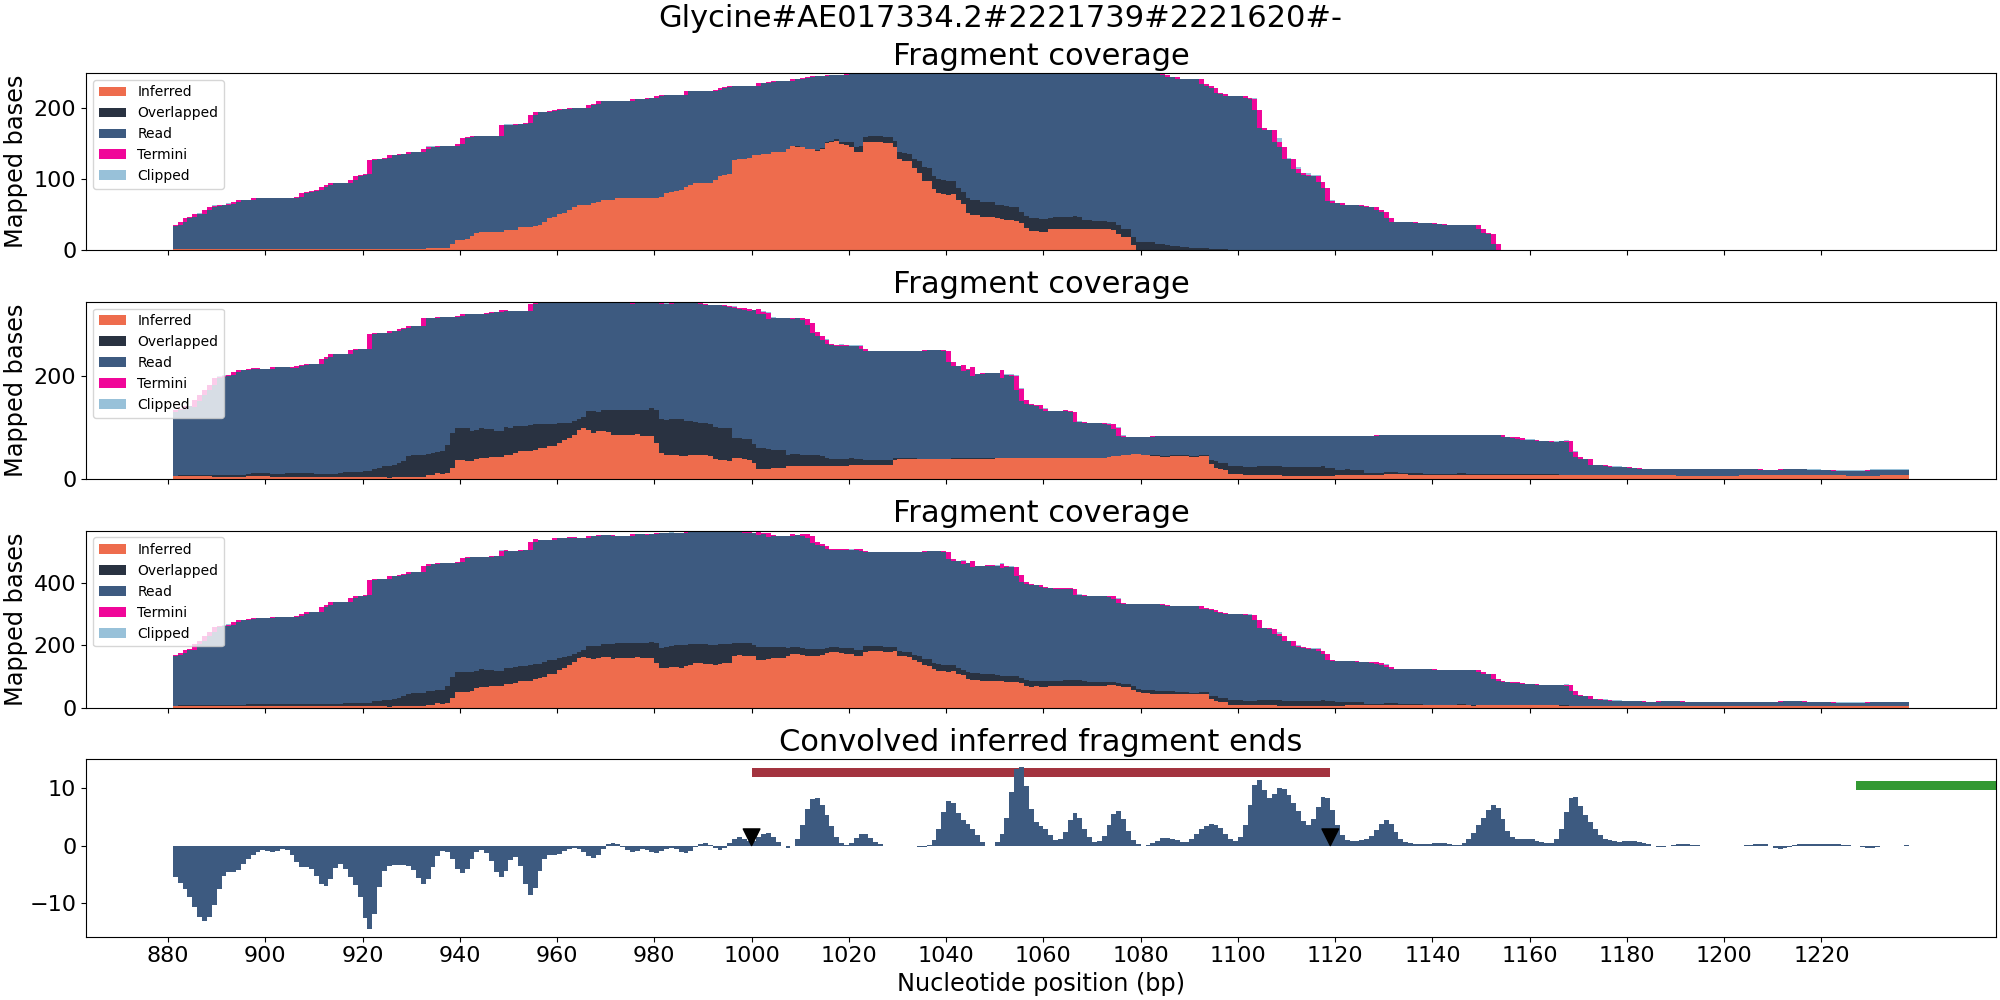 Glycine#AE017334.2#2221739#2221620#-
Fragment coverage
Mapped bases
200
100
0
Inferred
Overlapped
Read
Termini
Clipped
Fragment coverage
Mapped bases
200
0
Inferred
Overlapped
Read
Termini
Clipped
Fragment coverage
Mapped bases
400
200
0
Inferred
Overlapped
Read
Termini
Clipped
Convolved inferred fragment ends
10
0
−10
880 900 920 940 960 980 1000 1020 1040 1060 1080 1100 1120 1140 1160 1180 1200 1220
Nucleotide position (bp)